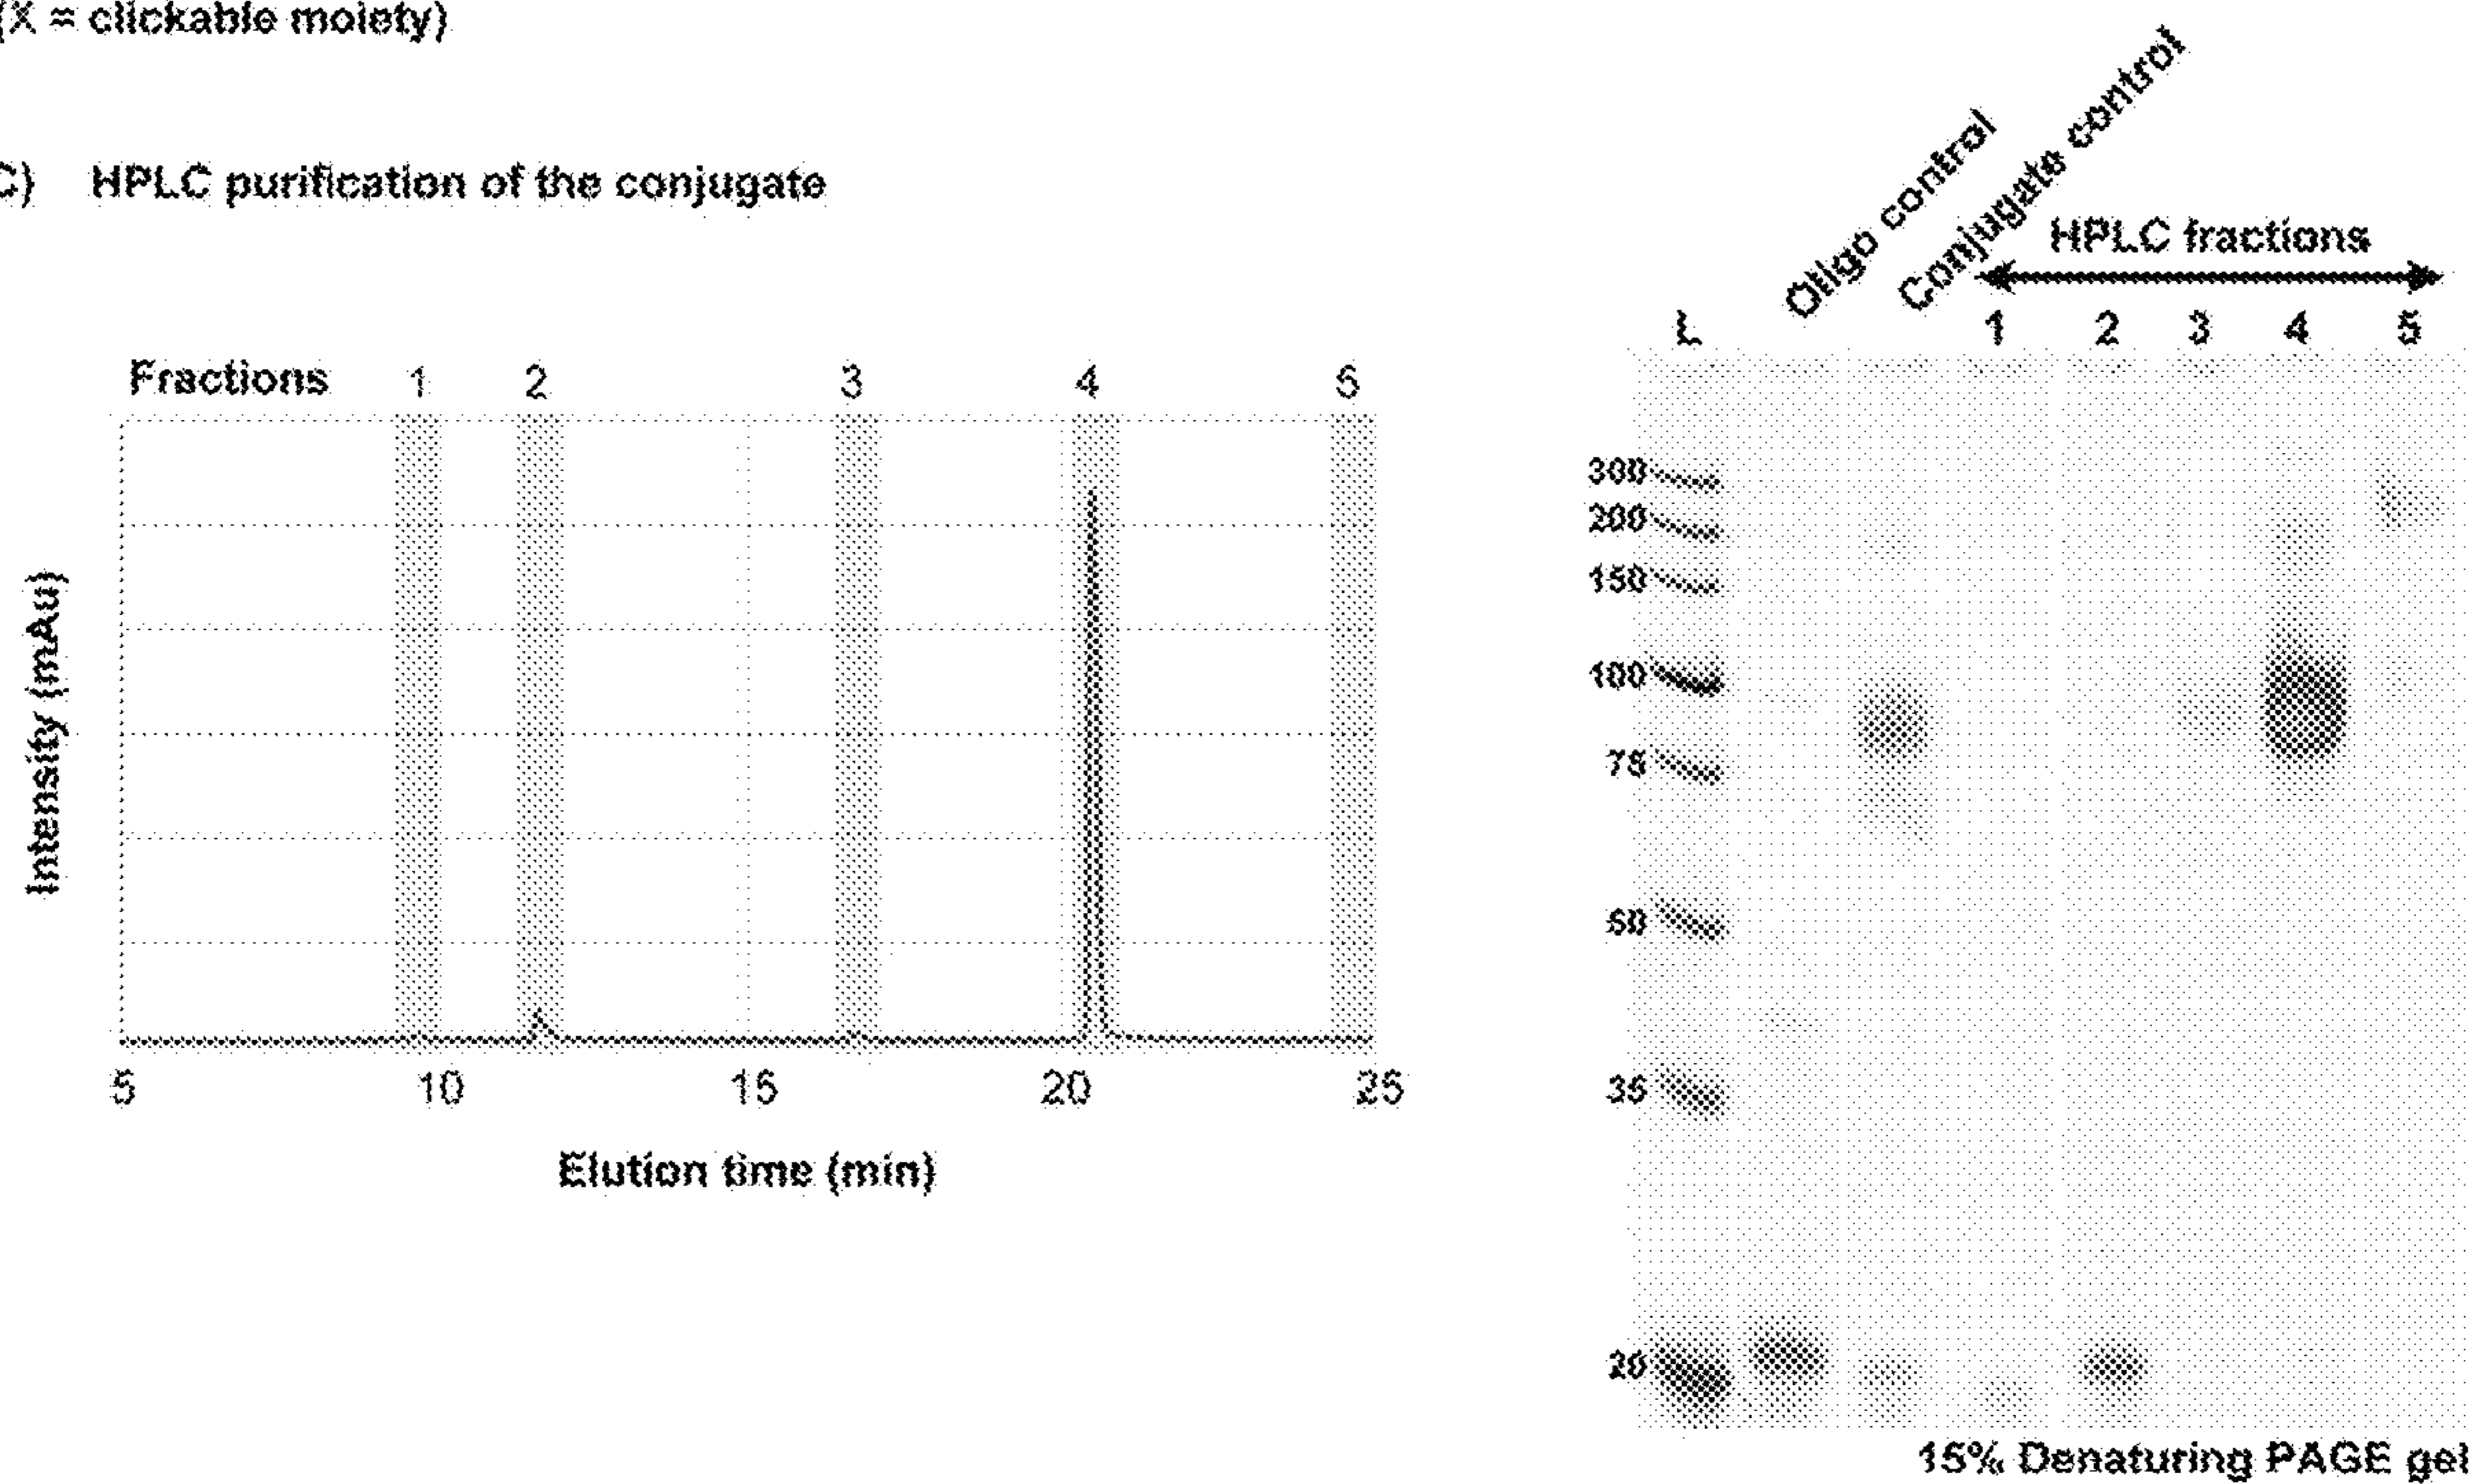 (X = clickable moiety)
C) HPLC purification of the conjugate
Oligo control
Conjugate control
HPLC fractions
L 1 2 3 4 5
Fractions 1 2 3 4 5
300
200
150
100
75
50
35
20
Intensity (mAu)
5 10 15 20 25
Elution time (min)
15% Denaturing PAGE gel